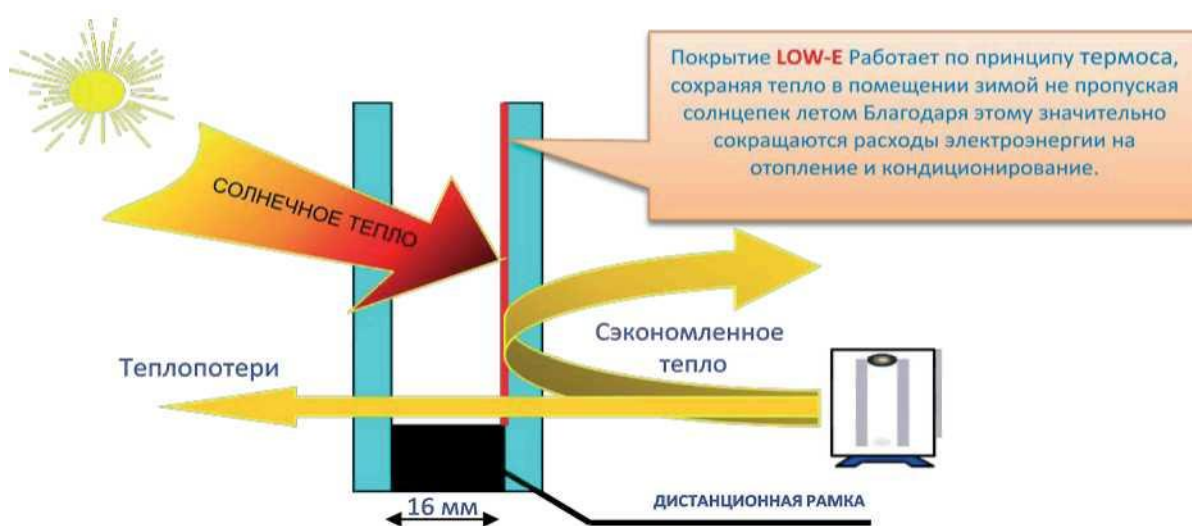 Покрытие LOW-E Работает по принципу термоса,
сохраняя тепло в помещении зимой не пропуская
солнцепек летом Благодаря этому значительно
сокращаются расходы электроэнергии на
отопление и кондиционирование.
СОЛНЕЧНОЕ ТЕПЛО
Сэкономленное
тепло
Теплопотери
16 мм
ДИСТАНЦИОННАЯ РАМКА